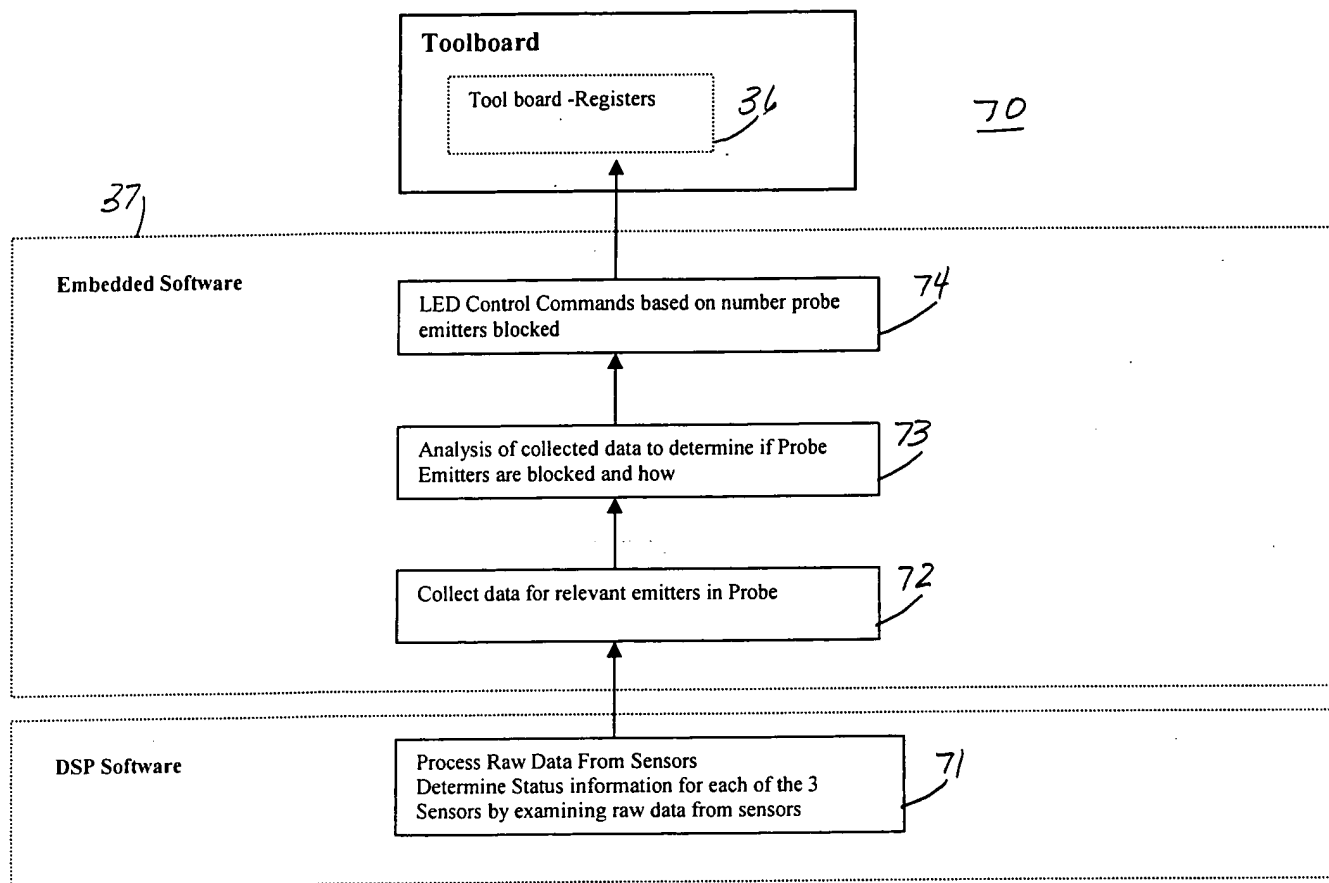 Toolboard
Tool board -Registers
36
70
37
Embedded Software
LED Control Commands based on number probe
emitters blocked
74
Analysis of collected data to determine if Probe
Emitters are blocked and how
73
Collect data for relevant emitters in Probe
72
DSP Software
Process Raw Data From Sensors
Determine Status information for each of the 3
Sensors by examining raw data from sensors
71